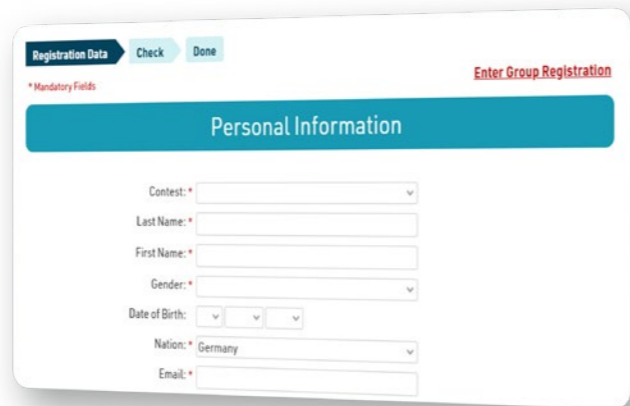 Registration Data Check Done
* Mandatory Fields
Enter Group Registration
Personal Information
Contest: *
Last Name: *
First Name: *
Gender: *
Date of Birth:
Nation: * Germany
Email: *